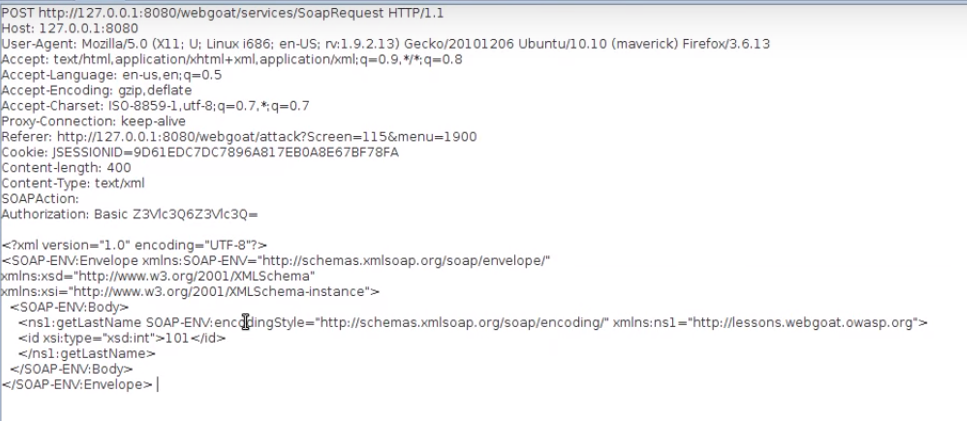 POST http://127.0.0.1:8080/webgoat/services/SoapRequest HTTP/1.1
Host: 127.0.0.1:8080
User-Agent: Mozilla/5.0 (X11; U; Linux i686; en-US; rv:1.9.2.13) Gecko/20101206 Ubuntu/10.10 (maverick) Firefox/3.6.13
Accept: text/html,application/xhtml+xml,application/xml;q=0.9,*/*;q=0.8
Accept-Language: en-us,en;q=0.5
Accept-Encoding: gzip,deflate
Accept-Charset: ISO-8859-1,utf-8;q=0.7,*;q=0.7
Proxy-Connection: keep-alive
Referer: http://127.0.0.1:8080/webgoat/attack?Screen=115&menu=1900
Cookie: JSESSIONID=9D61EDC7DC7896A817EB0A8E67BF78FA
Content-length: 400
Content-Type: text/xml
SOAPAction:
Authorization: Basic Z3Vlc3Q6Z3Vlc3Q=
<?xml version="1.0" encoding="UTF-8"?>
<SOAP-ENV:Envelope xmlns:SOAP-ENV="http://schemas.xmlsoap.org/soap/envelope/"
xmlns:xsd="http://www.w3.org/2001/XMLSchema"
xmlns:xsi="http://www.w3.org/2001/XMLSchema-instance">
<SOAP-ENV:Body>
<ns1:getLastName SOAP-ENV:encodingStyle="http://schemas.xmlsoap.org/soap/encoding/" xmlns:ns1="http://lessons.webgoat.owasp.org">
<id xsi:type="xsd:int">101</id>
</ns1:getLastName>
</SOAP-ENV:Body>
</SOAP-ENV:Envelope>